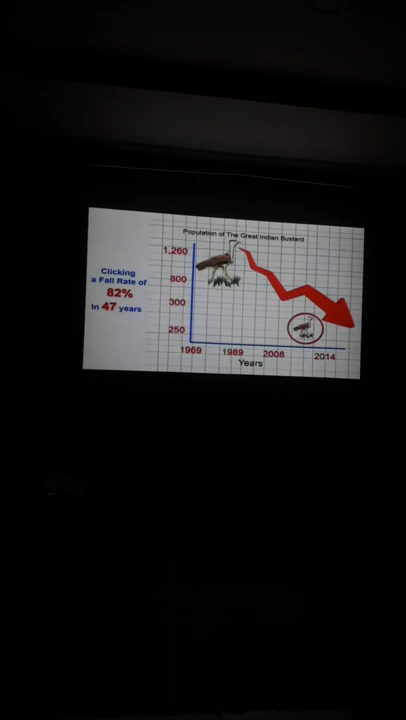 Population of The Great Indian Bustard
Clicking
a Fall Rate of
82%
in 47 years
1,260
800
300
250
1969 1989 2008 2014
Years